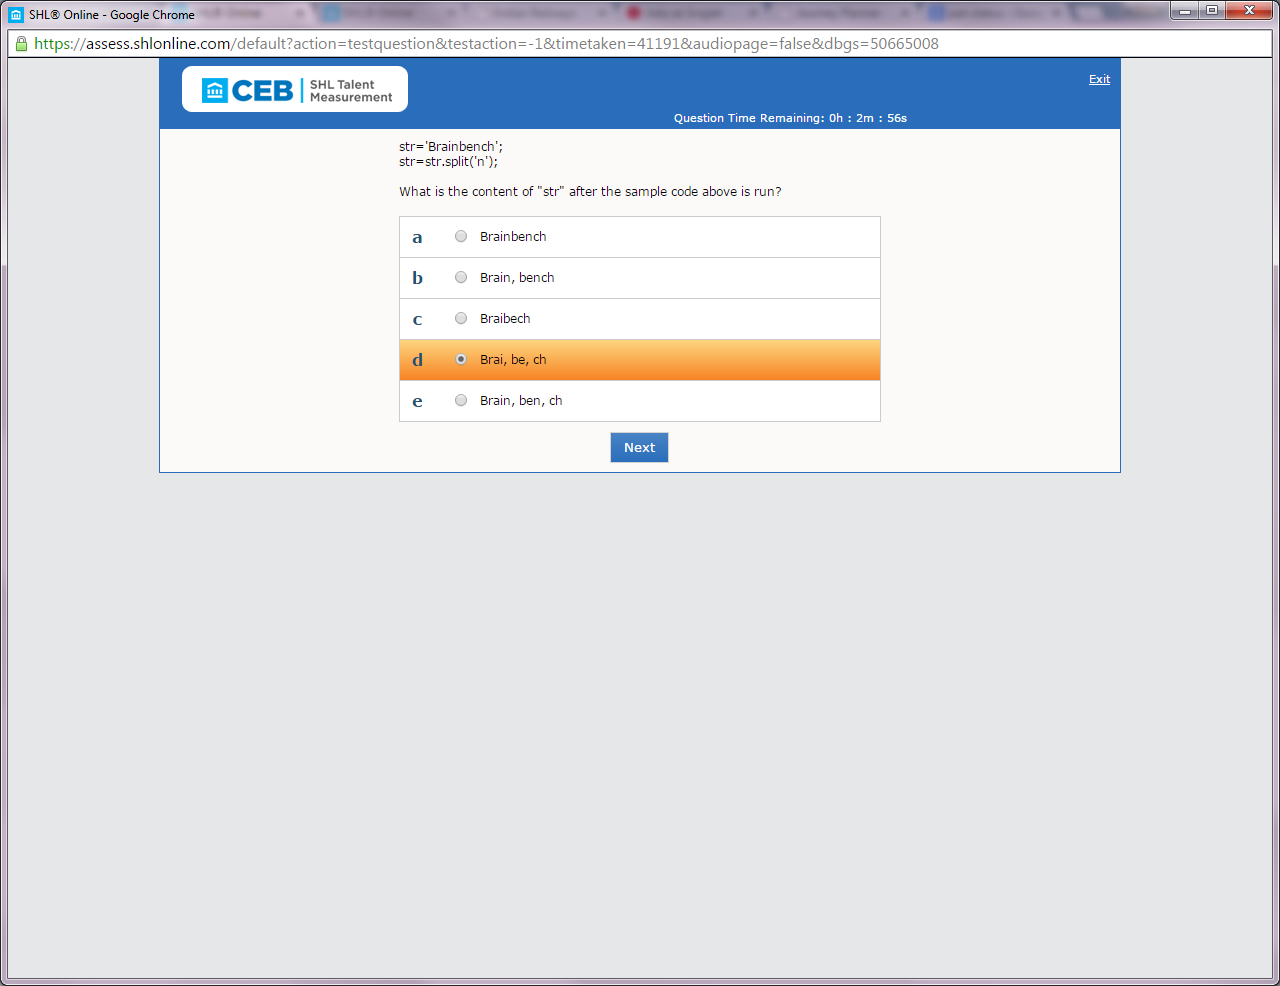 SHL® Online - Google Chrome
https://assess.shlonline.com/default?action=testquestion&testaction=-1&timetaken=41191&audiopage=false&dbgs=50665008
CEB SHL Talent
Measurement
Exit
Question Time Remaining: 0h : 2m : 56s
str='Brainbench';
str=str.split('n');
What is the content of "str" after the sample code above is run?
a Brainbench
b Brain, bench
c Braibech
d Brai, be, ch
e Brain, ben, ch
Next